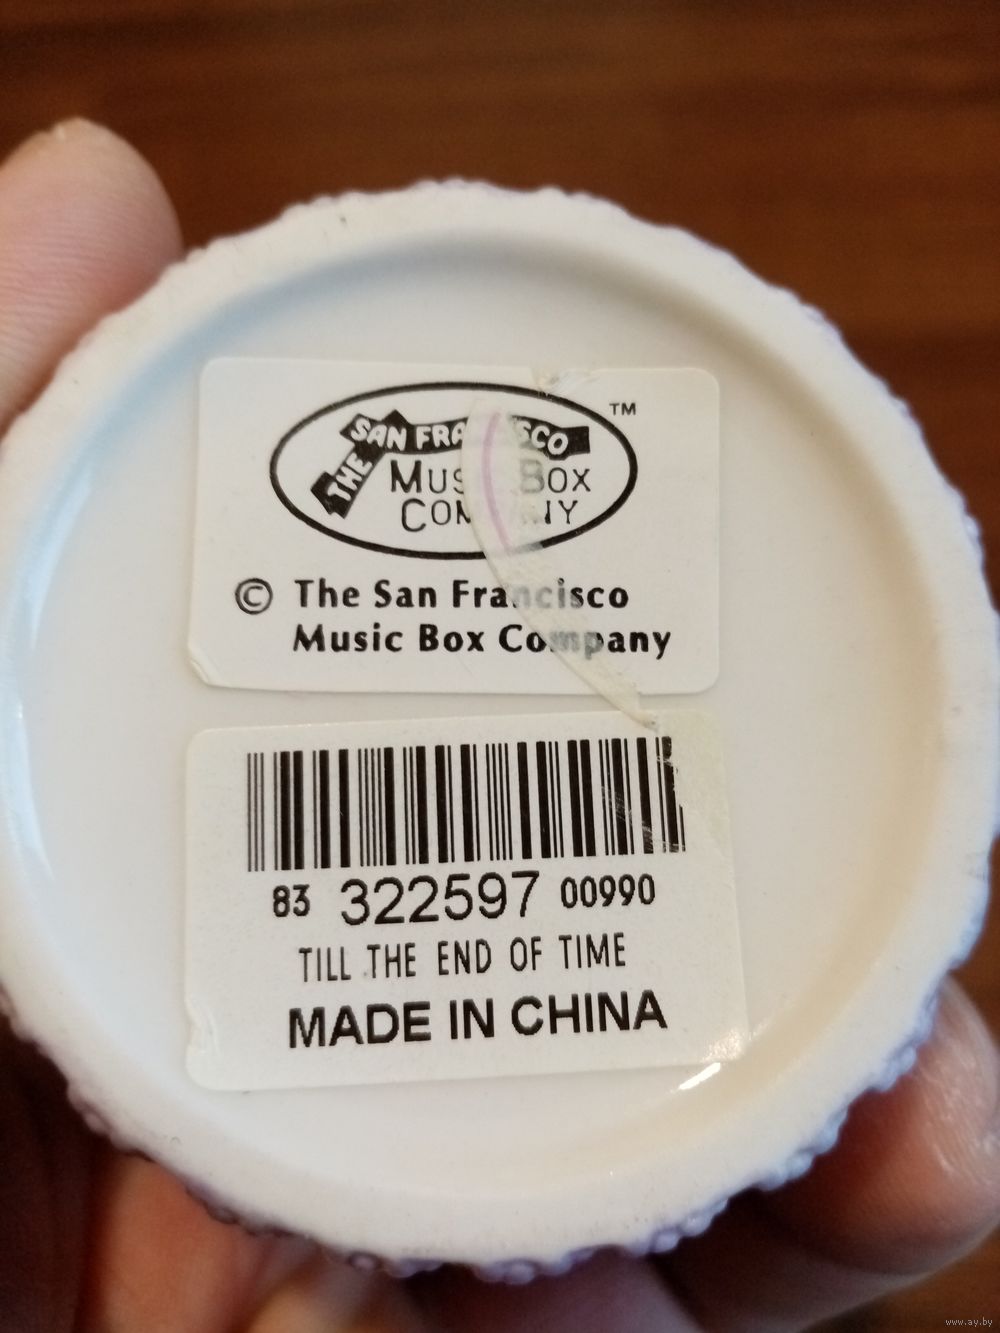 THE SAN FRANCISCO
MUSIC BOX
COMPANY
TM
© The San Francisco
Music Box Company
83 322597 00990
TILL THE END OF TIME
MADE IN CHINA
www.ay.by